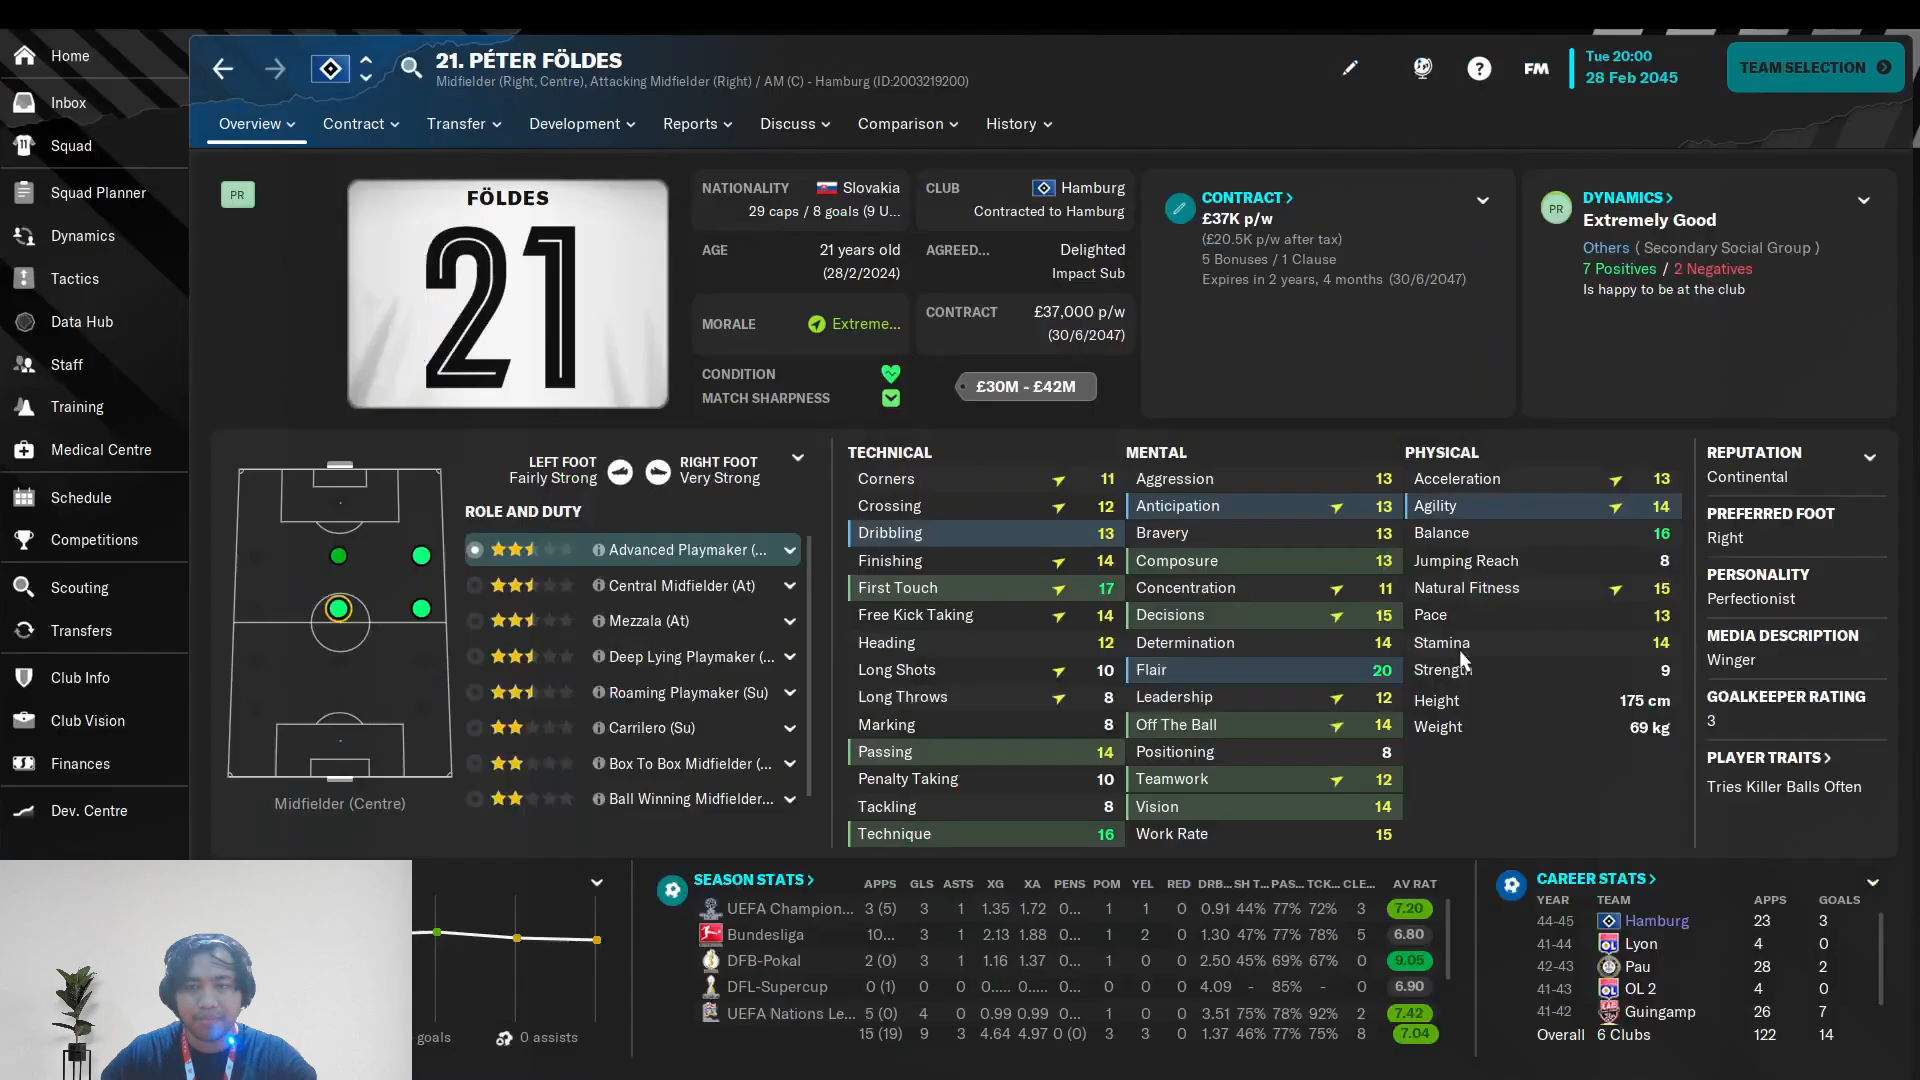 Home
Inbox
Squad
Squad Planner
Dynamics
Tactics
Data Hub
Staff
Training
Medical Centre
Schedule
Competitions
Scouting
Transfers
Club Info
Club Vision
Finances
Dev. Centre
21. PÉTER FÖLDES
Midfielder (Right, Centre), Attacking Midfielder (Right) / AM (C) - Hamburg (ID:2003219200)
FM
Tue 20:00
28 Feb 2045
TEAM SELECTION
Overview
Contract
Transfer
Development
Reports
Discuss
Comparison
History
PR
FÖLDES
21
NATIONALITY Slovakia
29 caps / 8 goals (9 U...
AGE 21 years old
(28/2/2024)
MORALE Extreme...
CONDITION
MATCH SHARPNESS
CLUB Hamburg
Contracted to Hamburg
AGREED... Delighted
Impact Sub
CONTRACT £37,000 p/w
(30/6/2047)
£30M - £42M
CONTRACT
£37K p/w
(£20.5K p/w after tax)
5 Bonuses / 1 Clause
Expires in 2 years, 4 months (30/6/2047)
PR
DYNAMICS
Extremely Good
Others ( Secondary Social Group )
7 Positives / 2 Negatives
Is happy to be at the club
Midfielder (Centre)
LEFT FOOT
Fairly Strong
RIGHT FOOT
Very Strong
ROLE AND DUTY
Advanced Playmaker (...
Central Midfielder (At)
Mezzala (At)
Deep Lying Playmaker (...
Roaming Playmaker (Su)
Carrilero (Su)
Box To Box Midfielder (...
Ball Winning Midfielder...
TECHNICAL
Corners 11
Crossing 12
Dribbling 13
Finishing 14
First Touch 17
Free Kick Taking 14
Heading 12
Long Shots 10
Long Throws 8
Marking 8
Passing 14
Penalty Taking 10
Tackling 8
Technique 16
MENTAL
Aggression 13
Anticipation 13
Bravery 13
Composure 13
Concentration 11
Decisions 15
Determination 14
Flair 20
Leadership 12
Off The Ball 14
Positioning 8
Teamwork 12
Vision 14
Work Rate 15
PHYSICAL
Acceleration 13
Agility 14
Balance 16
Jumping Reach 8
Natural Fitness 15
Pace 13
Stamina 14
Strength 9
Height 175 cm
Weight 69 kg
REPUTATION
Continental
PREFERRED FOOT
Right
PERSONALITY
Perfectionist
MEDIA DESCRIPTION
Winger
GOALKEEPER RATING
3
PLAYER TRAITS
Tries Killer Balls Often
goals
0 assists
SEASON STATS APPS GLS ASTS XG XA PENS POM YEL RED DRB... SH T... PAS... TCK... CLE... AV RAT
UEFA Champion... 3 (5) 3 1 1.35 1.72 0... 1 1 0 0.91 44% 77% 72% 3 7.20
Bundesliga 10... 3 1 2.13 1.88 0... 1 2 0 1.30 47% 77% 78% 5 6.80
DFB-Pokal 2 (0) 3 1 1.16 1.37 0... 1 0 0 2.50 45% 69% 67% 0 9.05
DFL-Supercup 0 (1) 0 0 0..... 0..... 0... 0 0 0 4.09 - 85% - 0 6.90
UEFA Nations Le... 5 (0) 4 0 0.99 0.99 0... 1 0 0 3.51 75% 78% 92% 2 7.42
15 (19) 9 3 4.64 4.97 0 (0) 3 3 0 1.37 46% 77% 75% 8 7.04
CAREER STATS
YEAR TEAM APPS GOALS
44-45 Hamburg 23 3
41-44 Lyon 4 0
42-43 Pau 28 2
41-43 OL 2 4 0
41-42 Guingamp 26 7
Overall 6 Clubs 122 14